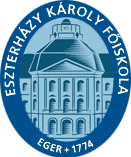 ESZTERHÁZY KÁROLY FŐISKOLA
EGER • 1774